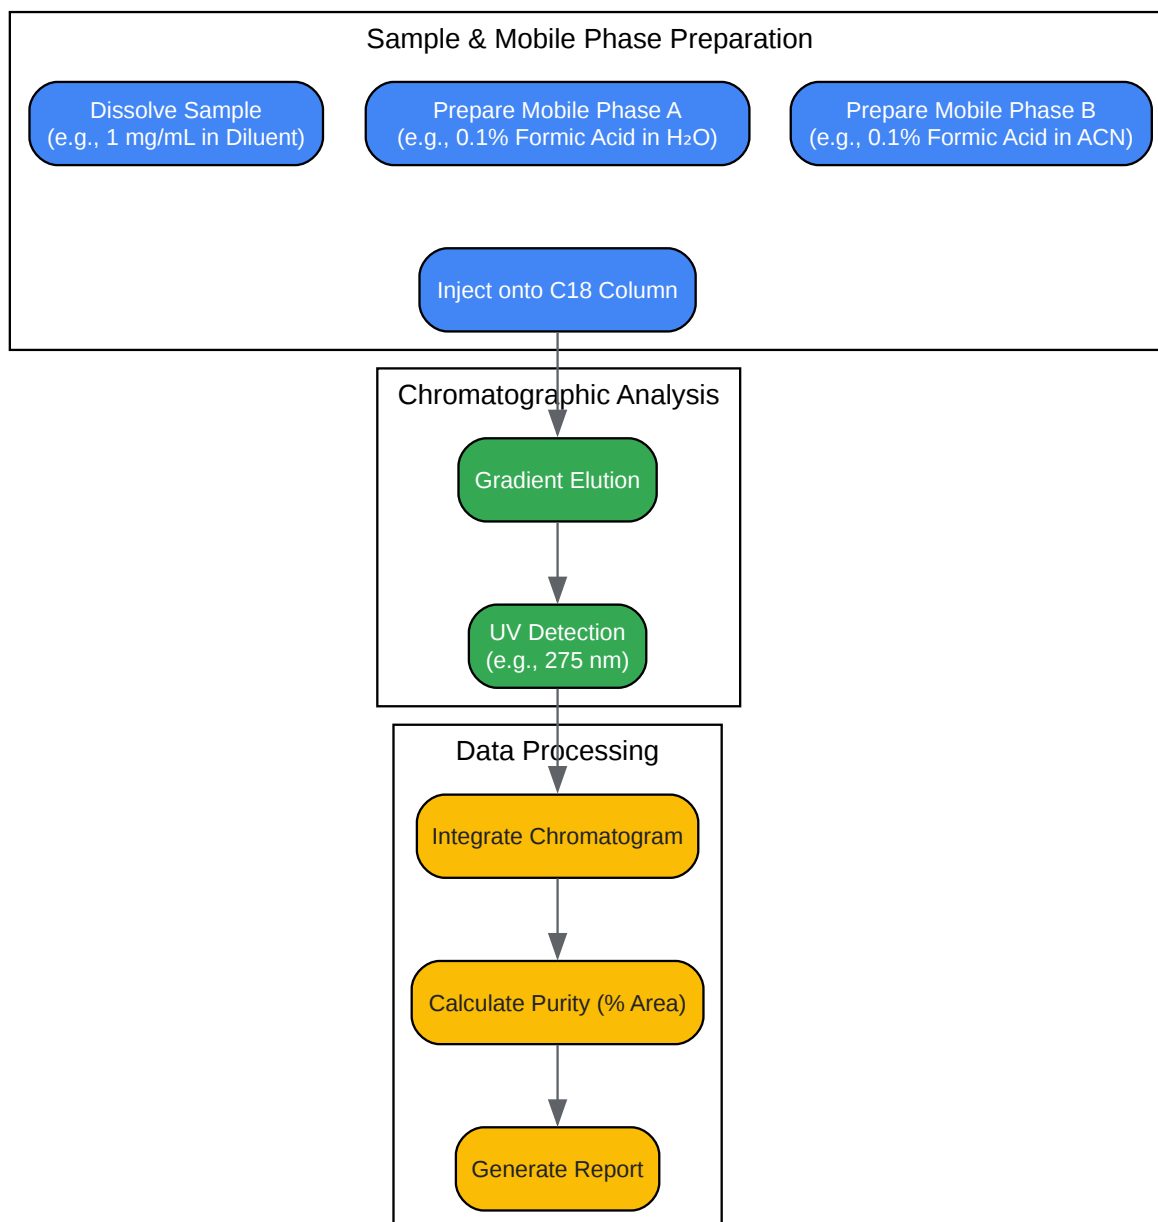 Sample & Mobile Phase Preparation
Dissolve Sample
(e.g., 1 mg/mL in Diluent)
Prepare Mobile Phase A
(e.g., 0.1% Formic Acid in H₂O)
Prepare Mobile Phase B
(e.g., 0.1% Formic Acid in ACN)
Inject onto C18 Column
Chromatographic Analysis
Gradient Elution
UV Detection
(e.g., 275 nm)
Data Processing
Integrate Chromatogram
Calculate Purity (% Area)
Generate Report